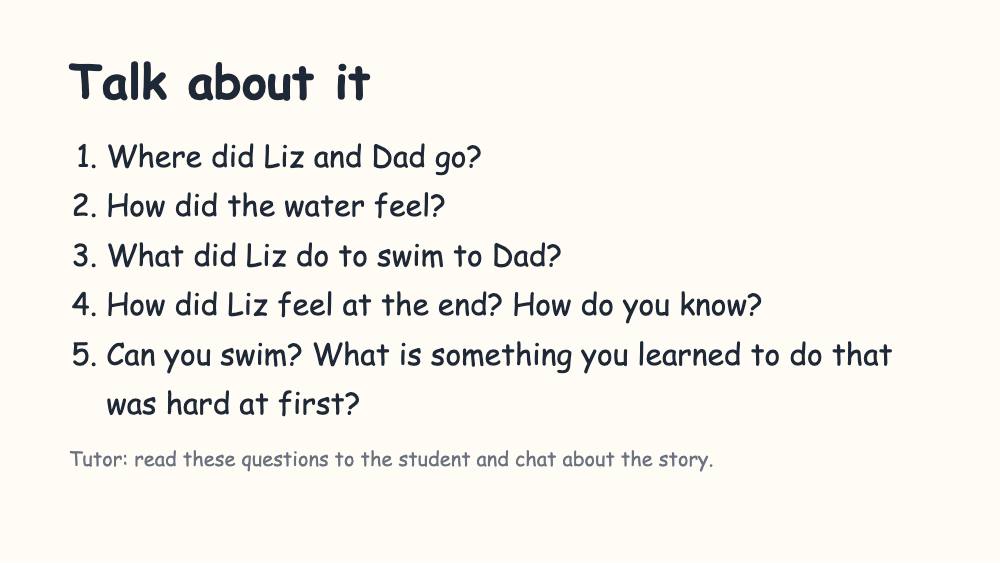 Talk about it
1. Where did Liz and Dad go?
2. How did the water feel?
3. What did Liz do to swim to Dad?
4. How did Liz feel at the end? How do you know?
5. Can you swim? What is something you learned to do that
was hard at first?
Tutor: read these questions to the student and chat about the story.